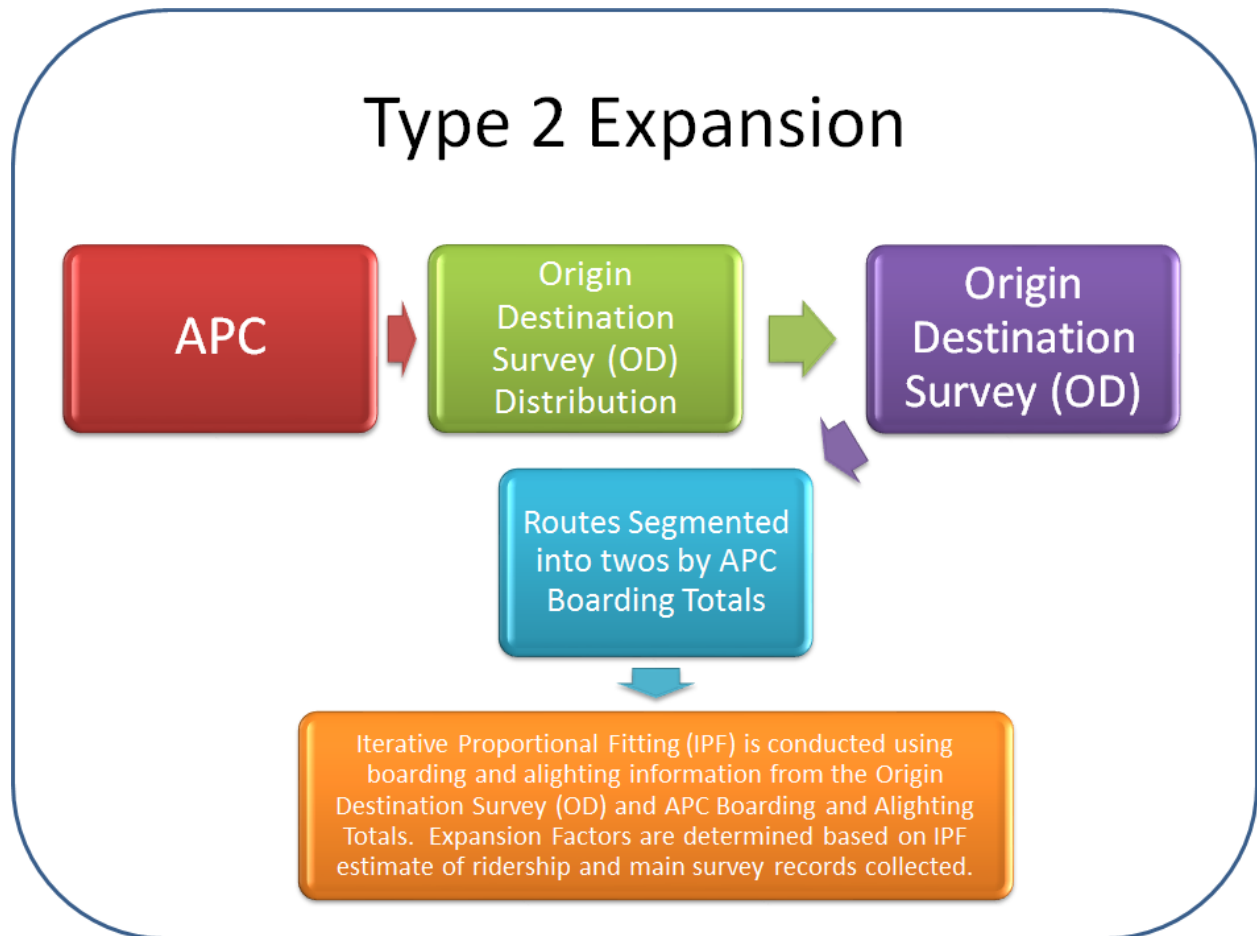 Type 2 Expansion
APC
Origin
Destination
Survey (OD)
Distribution
Origin
Destination
Survey (OD)
Routes Segmented
into twos by APC
Boarding Totals
Iterative Proportional Fitting (IPF) is conducted using
boarding and alighting information from the Origin
Destination Survey (OD) and APC Boarding and Alighting
Totals.  Expansion Factors are determined based on IPF
estimate of ridership and main survey records collected.